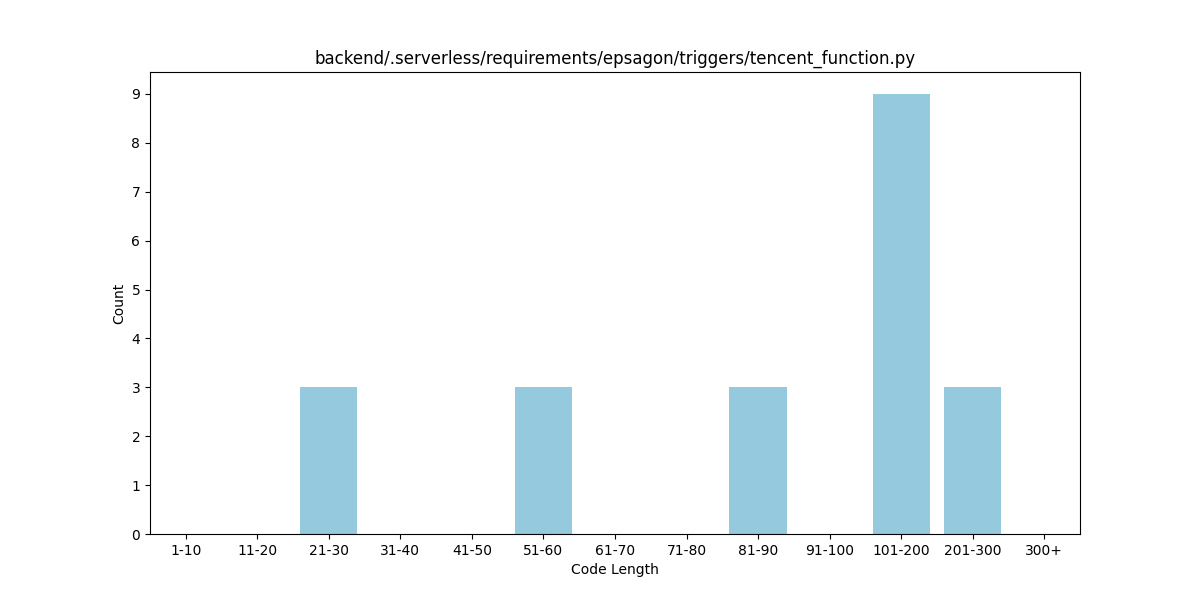 backend/.serverless/requirements/epsagon/triggers/tencent_function.py
9
8
7
6
5
4
3
2
1
0
Count
1-10 11-20 21-30 31-40 41-50 51-60 61-70 71-80 81-90 91-100 101-200 201-300 300+
Code Length